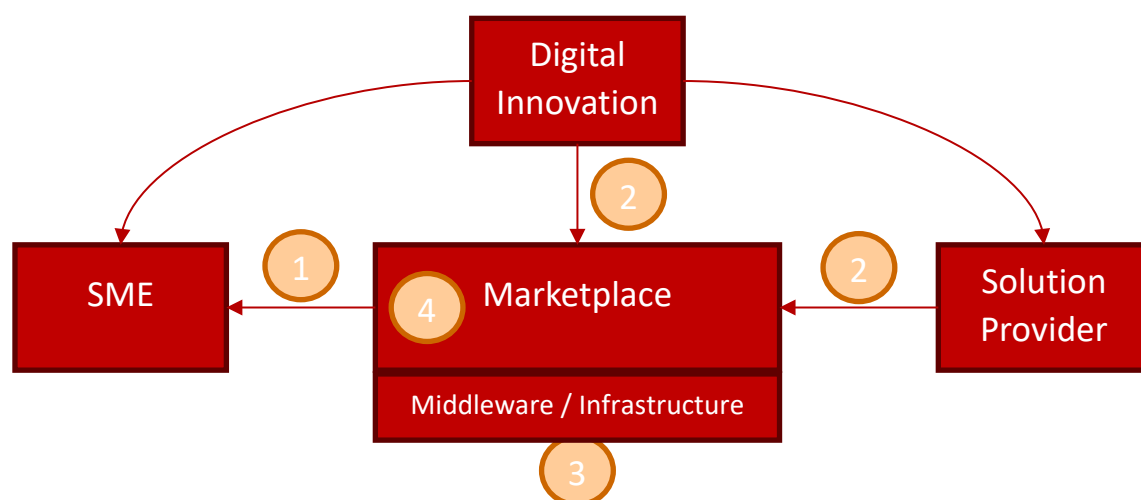 Digital
Innovation
2
SME
1
4
Marketplace
2
Solution
Provider
Middleware / Infrastructure
3